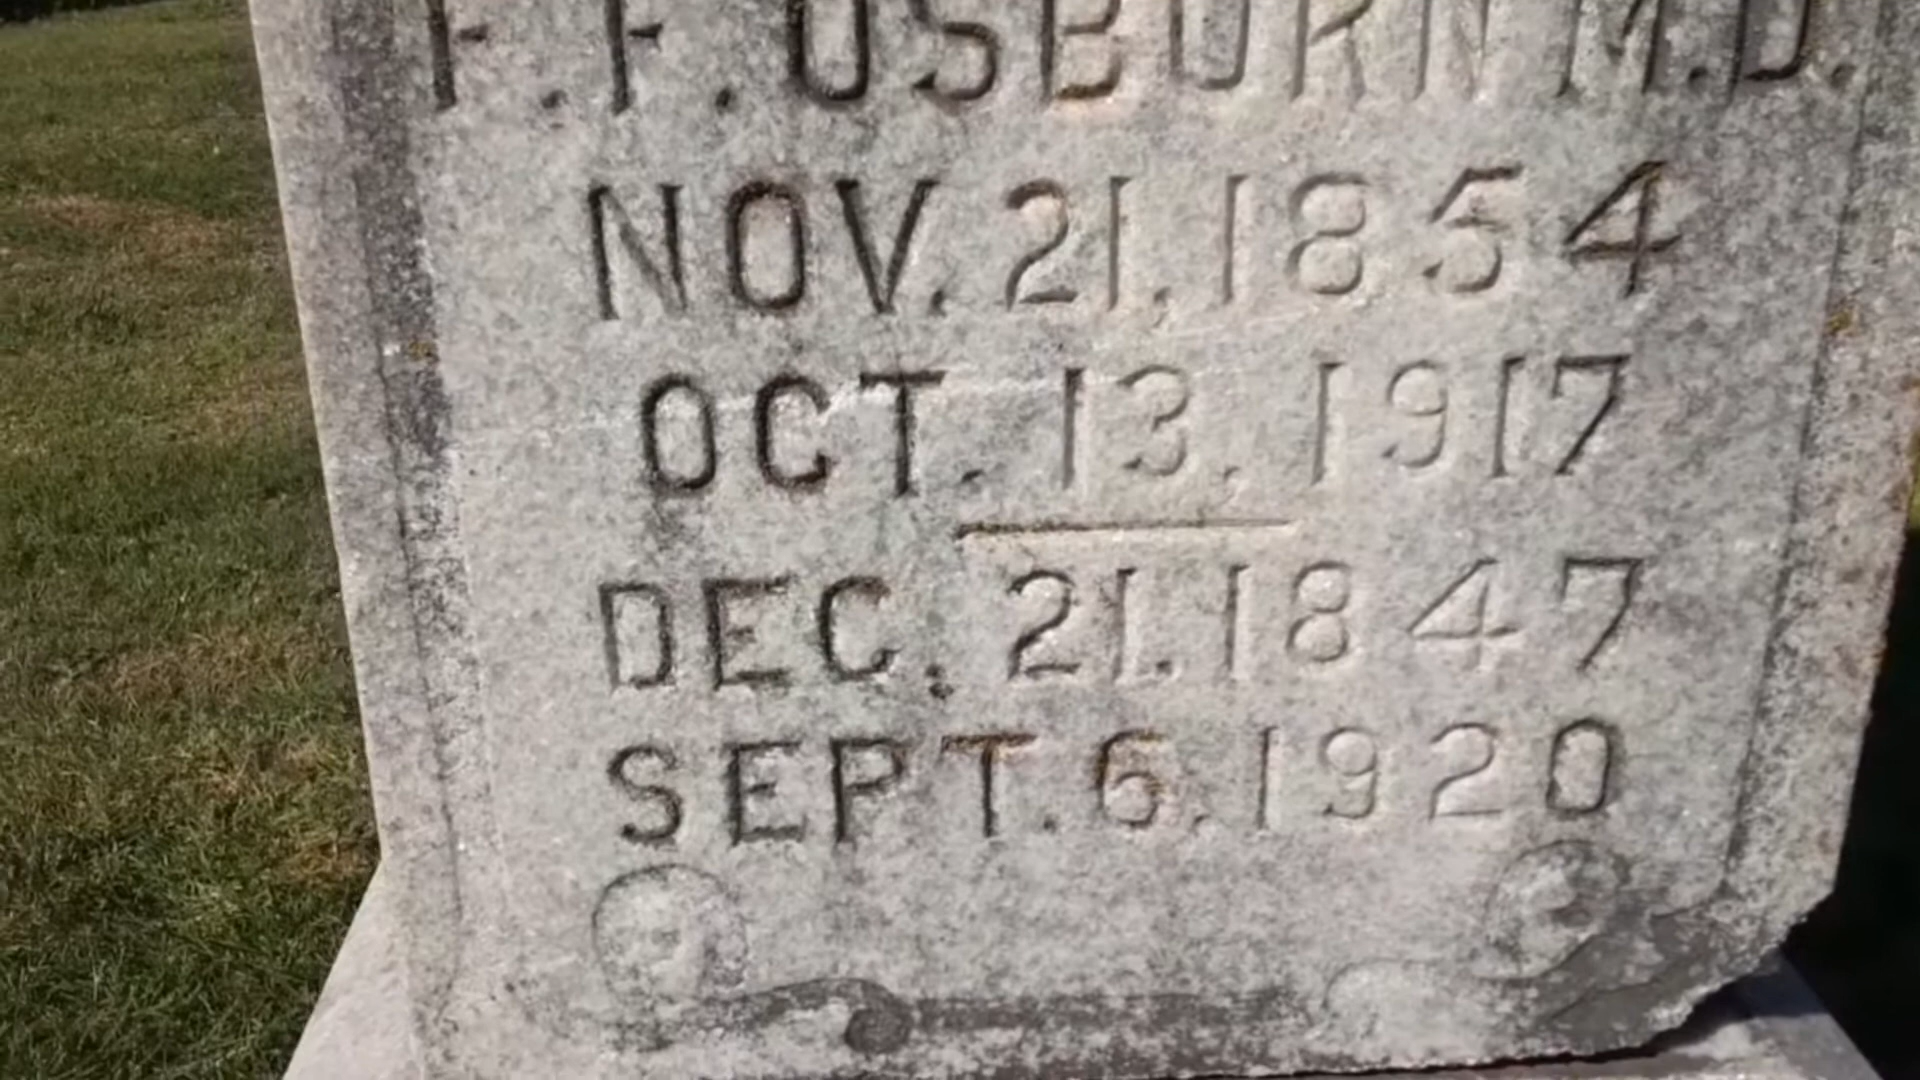 F. F. OSBURN M.D.
NOV. 21, 1854
OCT. 13, 1917
DEC. 21, 1847
SEPT. 6, 1920